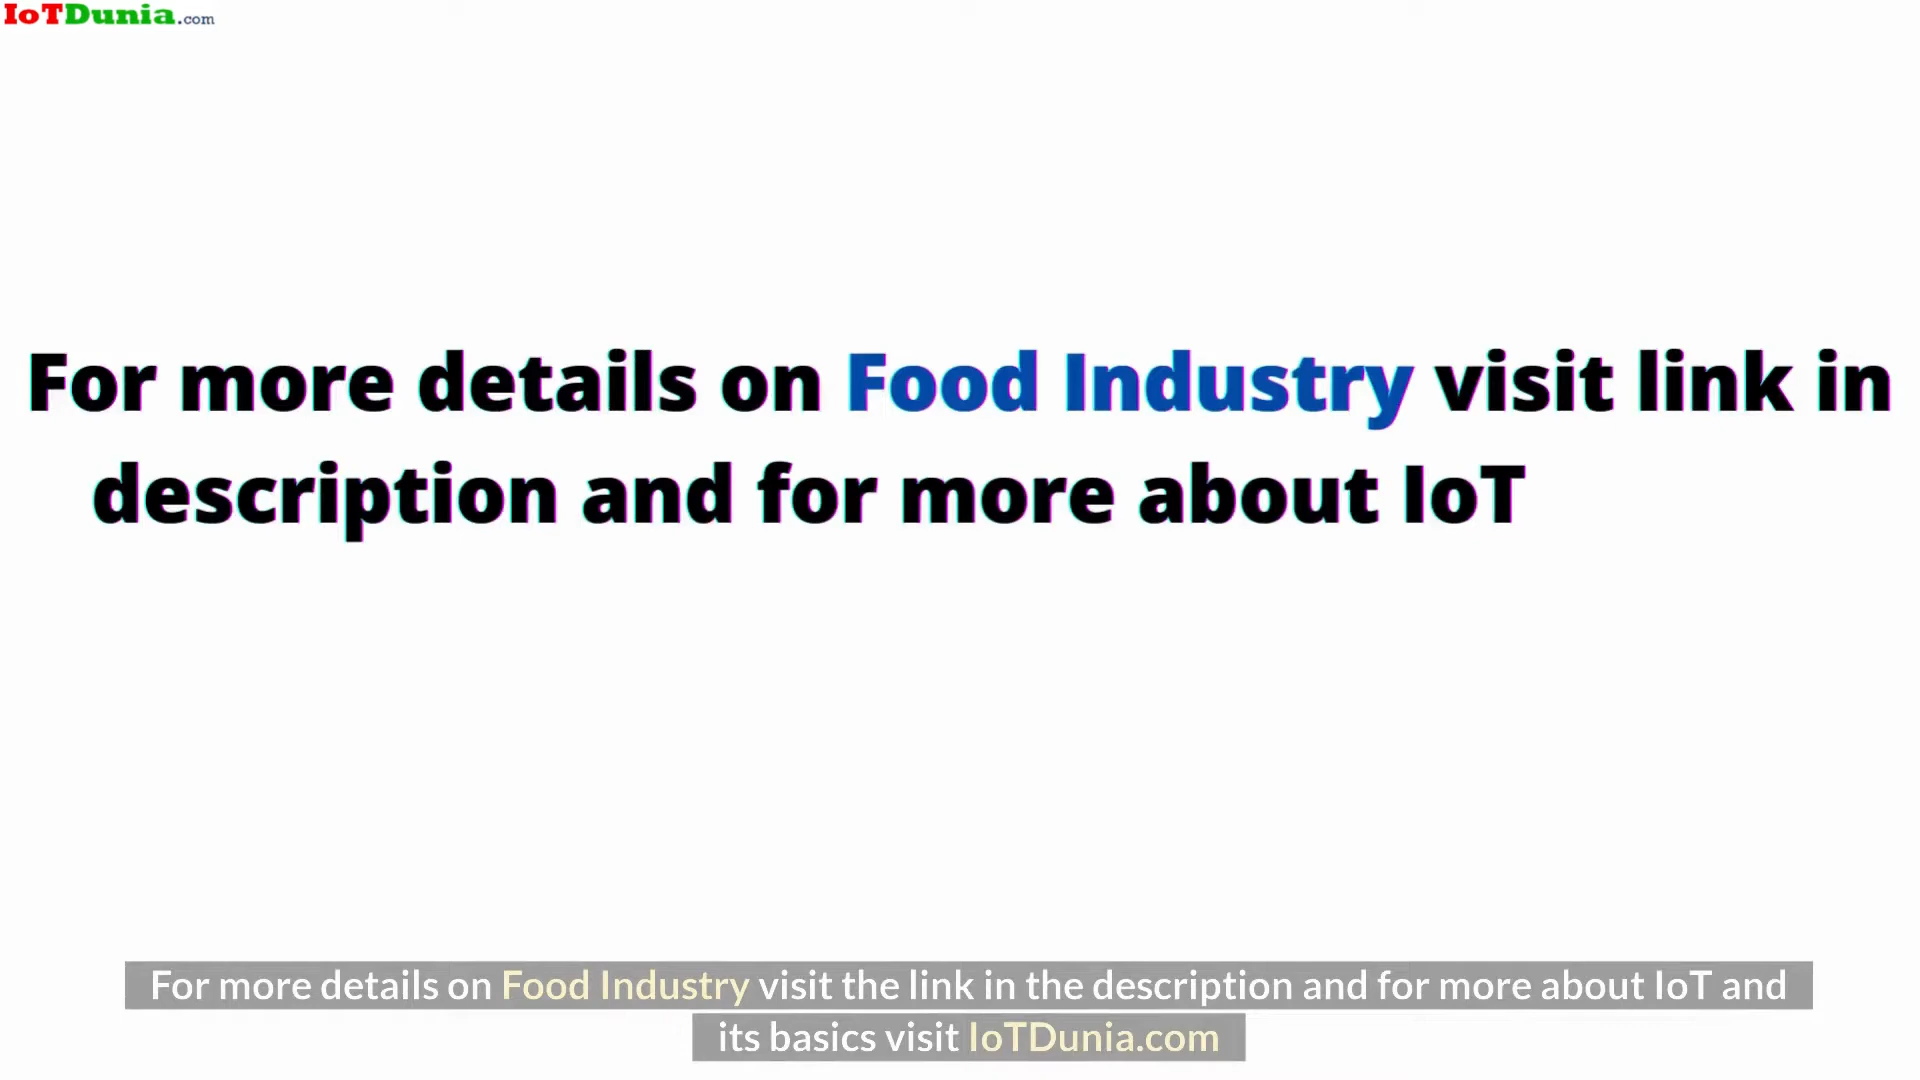 IoTDunia.com
For more details on Food Industry visit link in
description and for more about IoT
For more details on Food Industry visit the link in the description and for more about IoT and
its basics visit IoTDunia.com